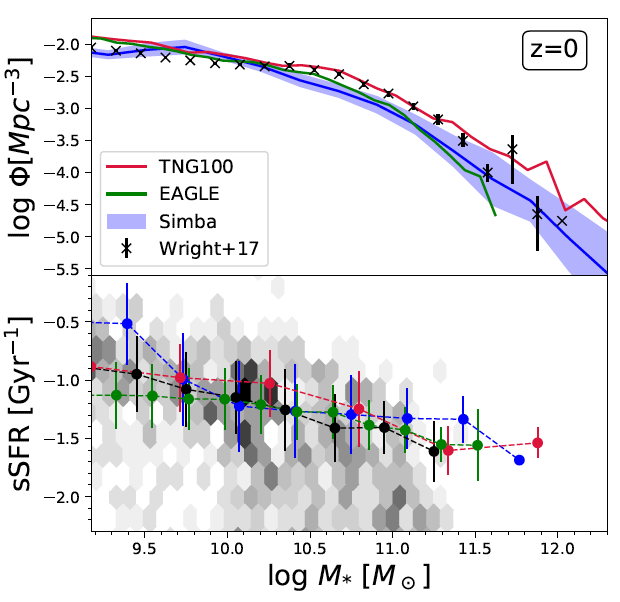 z=0
log Φ[Mpc⁻³]
−2.0
−2.5
−3.0
−3.5
−4.0
−4.5
−5.0
−5.5
TNG100
EAGLE
Simba
Wright+17
sSFR [Gyr⁻¹]
−0.5
−1.0
−1.5
−2.0
9.5 10.0 10.5 11.0 11.5 12.0
log M* [M⊙]